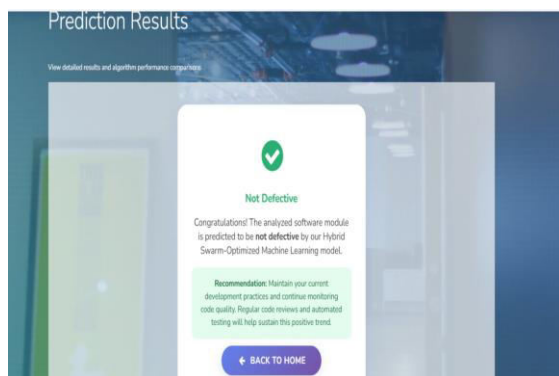 Prediction Results
View detailed results and algorithm performance comparisons
Not Defective
Congratulations! The analyzed software module
is predicted to be not defective by our Hybrid
Swarm-Optimized Machine Learning model.
Recommendation: Maintain your current
development practices and continue monitoring
code quality. Regular code reviews and automated
testing will help sustain this positive trend.
← BACK TO HOME